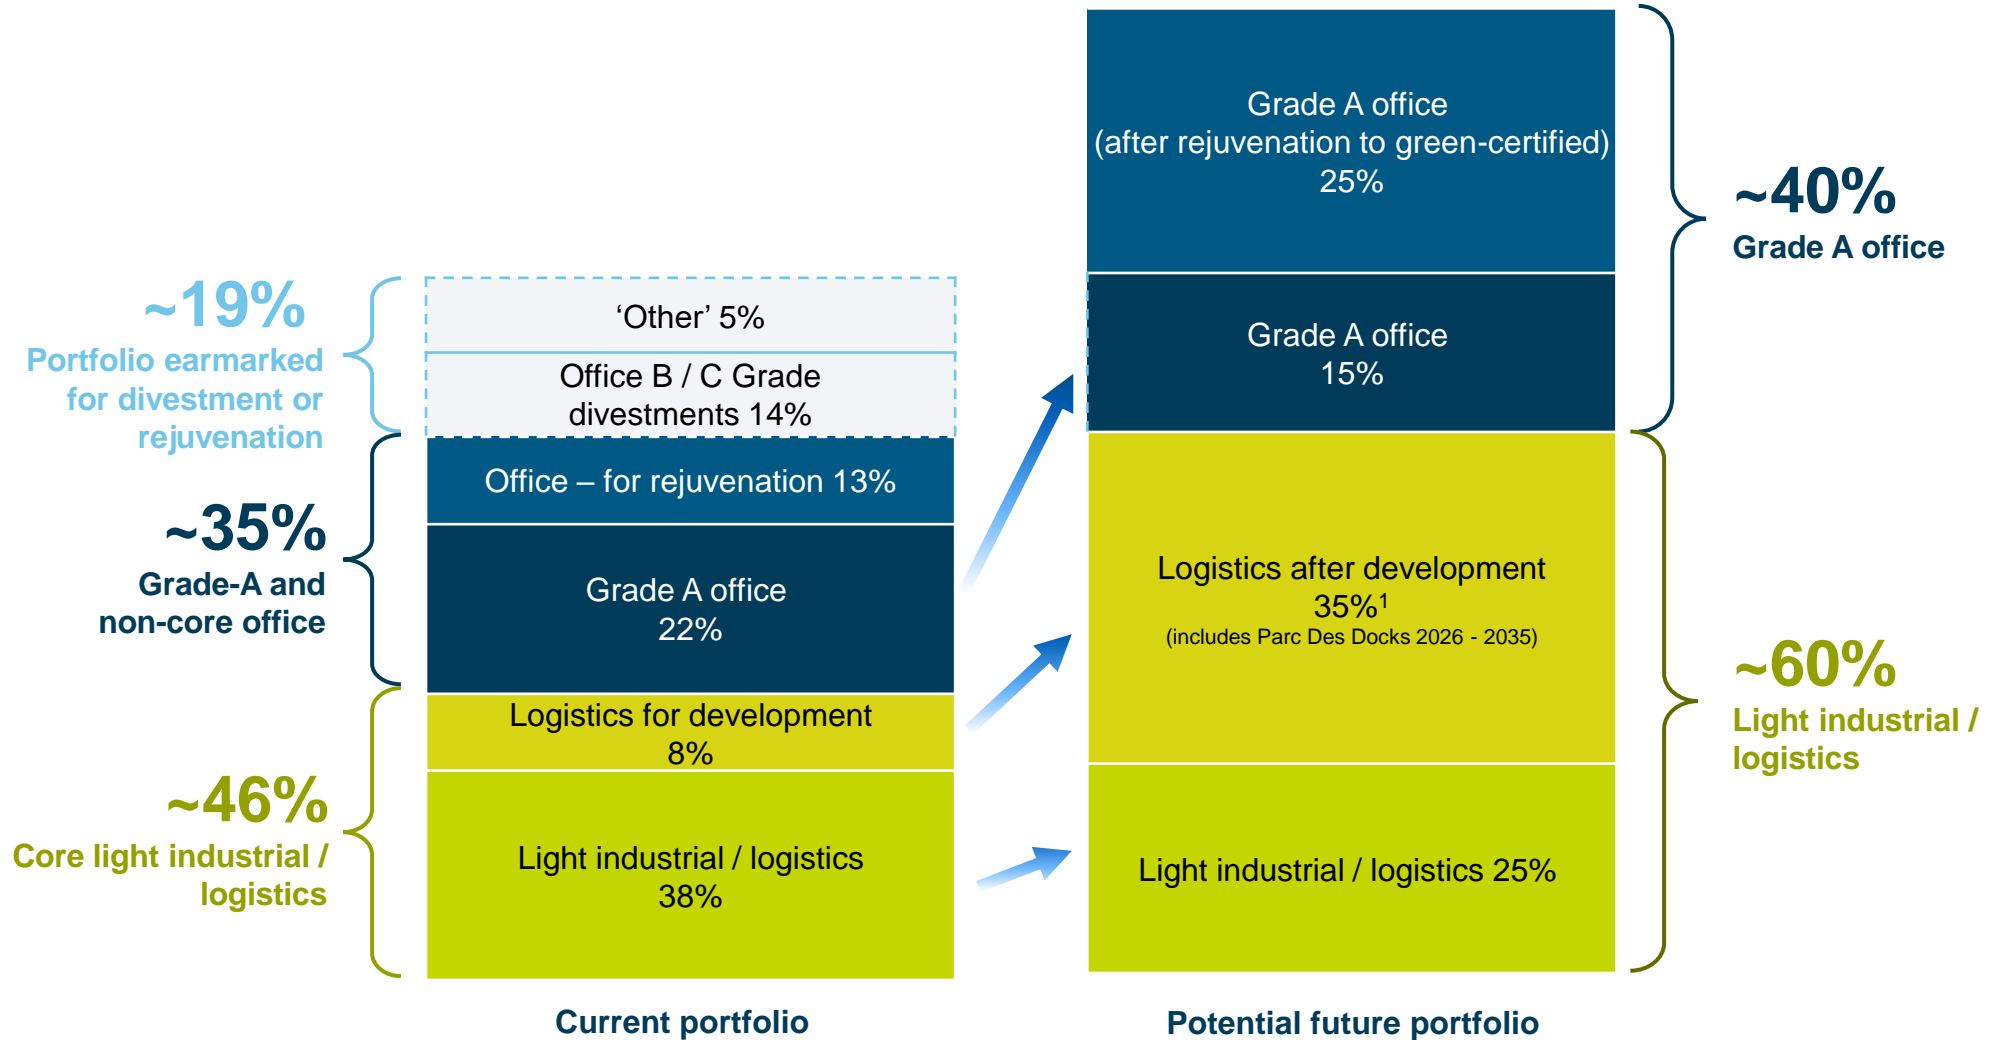 ~19%
Portfolio earmarked
for divestment or
rejuvenation
~35%
Grade-A and
non-core office
~46%
Core light industrial /
logistics
‘Other’ 5%
Office B / C Grade
divestments 14%
Office – for rejuvenation 13%
Grade A office
22%
Logistics for development
8%
Light industrial / logistics
38%
Current portfolio
Grade A office
(after rejuvenation to green-certified)
25%
Grade A office
15%
Logistics after development
35%¹
(includes Parc Des Docks 2026 - 2035)
Light industrial / logistics 25%
Potential future portfolio
~40%
Grade A office
~60%
Light industrial /
logistics